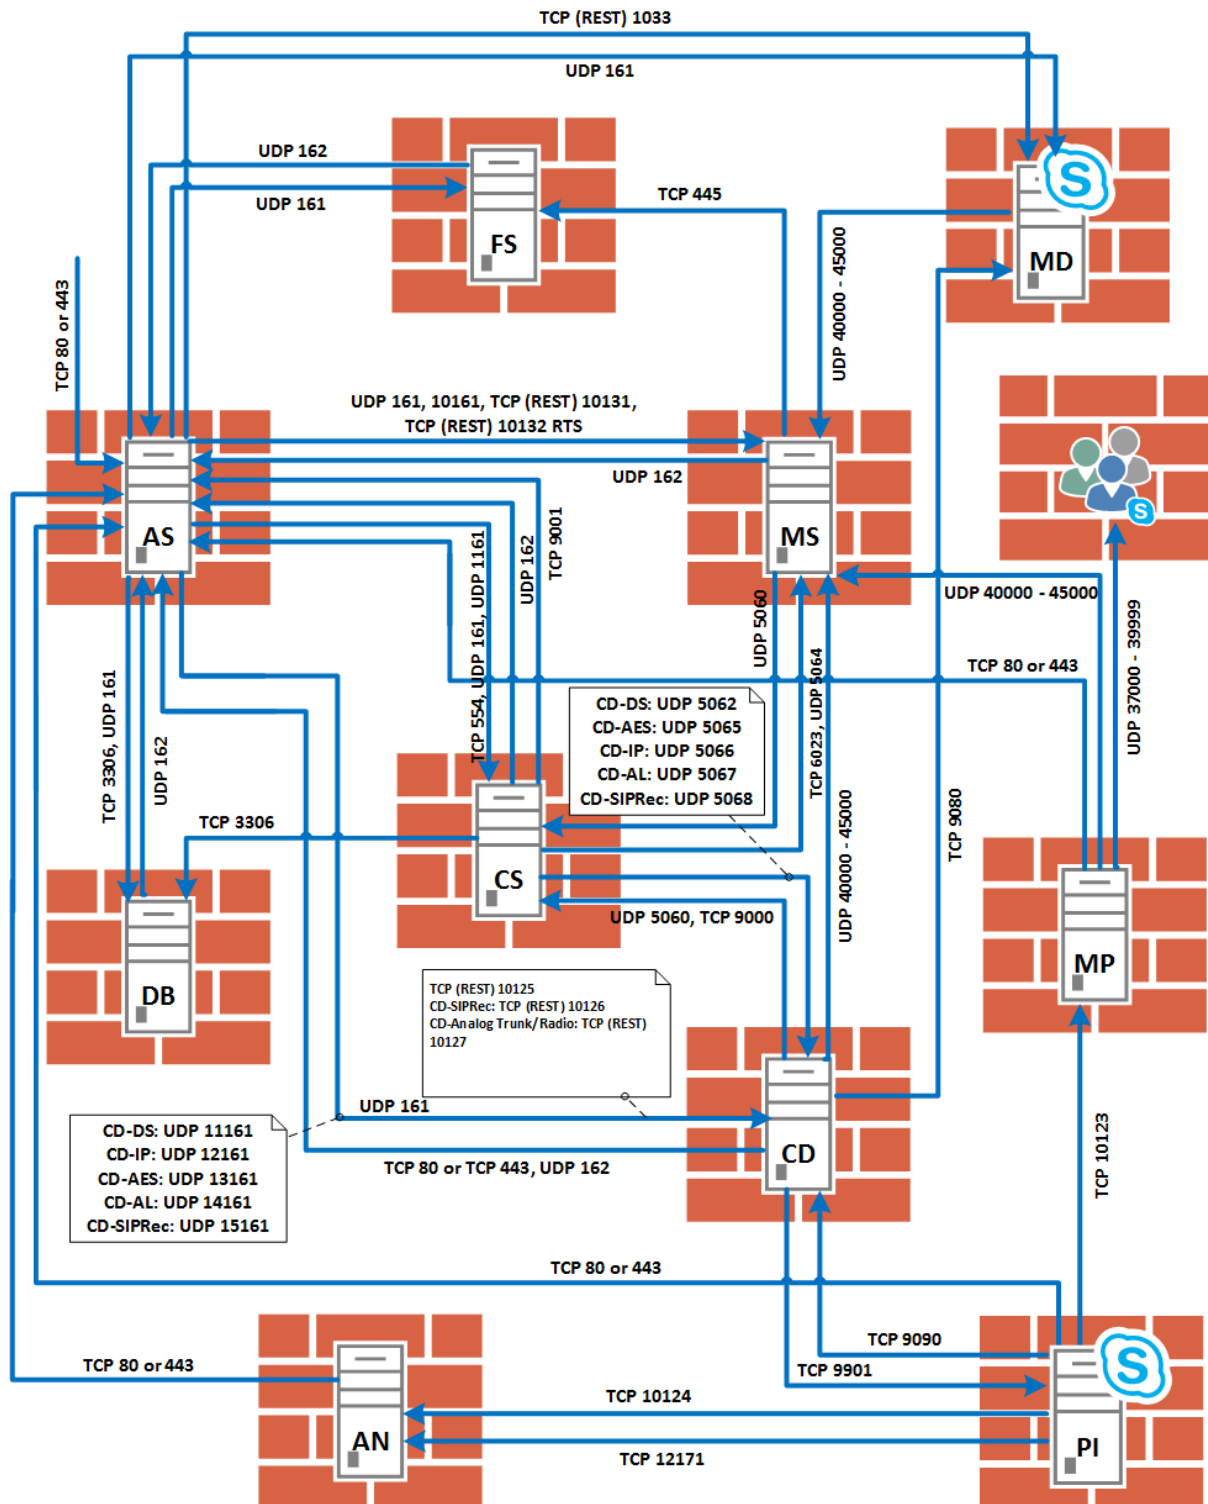 TCP (REST) 1033
UDP 161
UDP 162
UDP 161
TCP 445
FS
S
MD
UDP 40000 - 45000
TCP 80 or 443
UDP 161, 10161, TCP (REST) 10131,
TCP (REST) 10132 RTS
UDP 162
AS
MS
S
TCP 554, UDP 161, UDP 1161
UDP 162
TCP 9001
UDP 5060
UDP 40000 - 45000
TCP 80 or 443
UDP 37000 - 39999
TCP 6023, UDP 5064
TCP 3306, UDP 161
UDP 162
CD-DS: UDP 5062
CD-AES: UDP 5065
CD-IP: UDP 5066
CD-AL: UDP 5067
CD-SIPRec: UDP 5068
TCP 9080
TCP 3306
CS
UDP 40000 - 45000
UDP 5060, TCP 9000
DB
MP
TCP (REST) 10125
CD-SIPRec: TCP (REST) 10126
CD-Analog Trunk/Radio: TCP (REST)
10127
UDP 161
CD
CD-DS: UDP 11161
CD-IP: UDP 12161
CD-AES: UDP 13161
CD-AL: UDP 14161
CD-SIPRec: UDP 15161
TCP 80 or TCP 443, UDP 162
TCP 10123
TCP 80 or 443
TCP 9090
TCP 9901
TCP 80 or 443
S
TCP 10124
AN
TCP 12171
PI